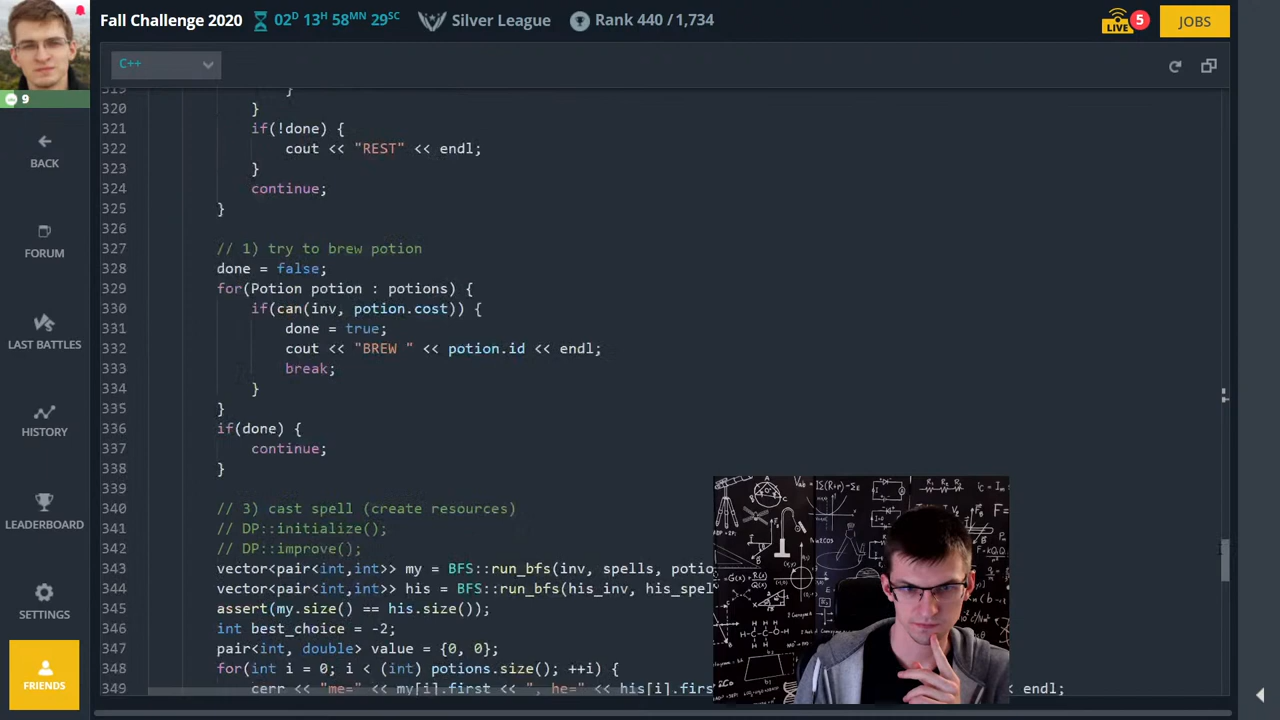 Fall Challenge 2020
02D 13H 58MN 29SC
Silver League
Rank 440 / 1,734
LIVE
5
JOBS
C++
9
BACK
FORUM
LAST BATTLES
HISTORY
LEADERBOARD
SETTINGS
FRIENDS
319 }
320 }
321 if(!done) {
322 cout << "REST" << endl;
323 }
324 continue;
325 }
326
327 // 1) try to brew potion
328 done = false;
329 for(Potion potion : potions) {
330 if(can(inv, potion.cost)) {
331 done = true;
332 cout << "BREW " << potion.id << endl;
333 break;
334 }
335 }
336 if(done) {
337 continue;
338 }
339
340 // 3) cast spell (create resources)
341 // DP::initialize();
342 // DP::improve();
343 vector<pair<int,int>> my = BFS::run_bfs(inv, spells, potio
344 vector<pair<int,int>> his = BFS::run_bfs(his_inv, his_spel
345 assert(my.size() == his.size());
346 int best_choice = -2;
347 pair<int, double> value = {0, 0};
348 for(int i = 0; i < (int) potions.size(); ++i) {
349 cerr << "me=" << my[i].first << ", he=" << his[i].firs endl;